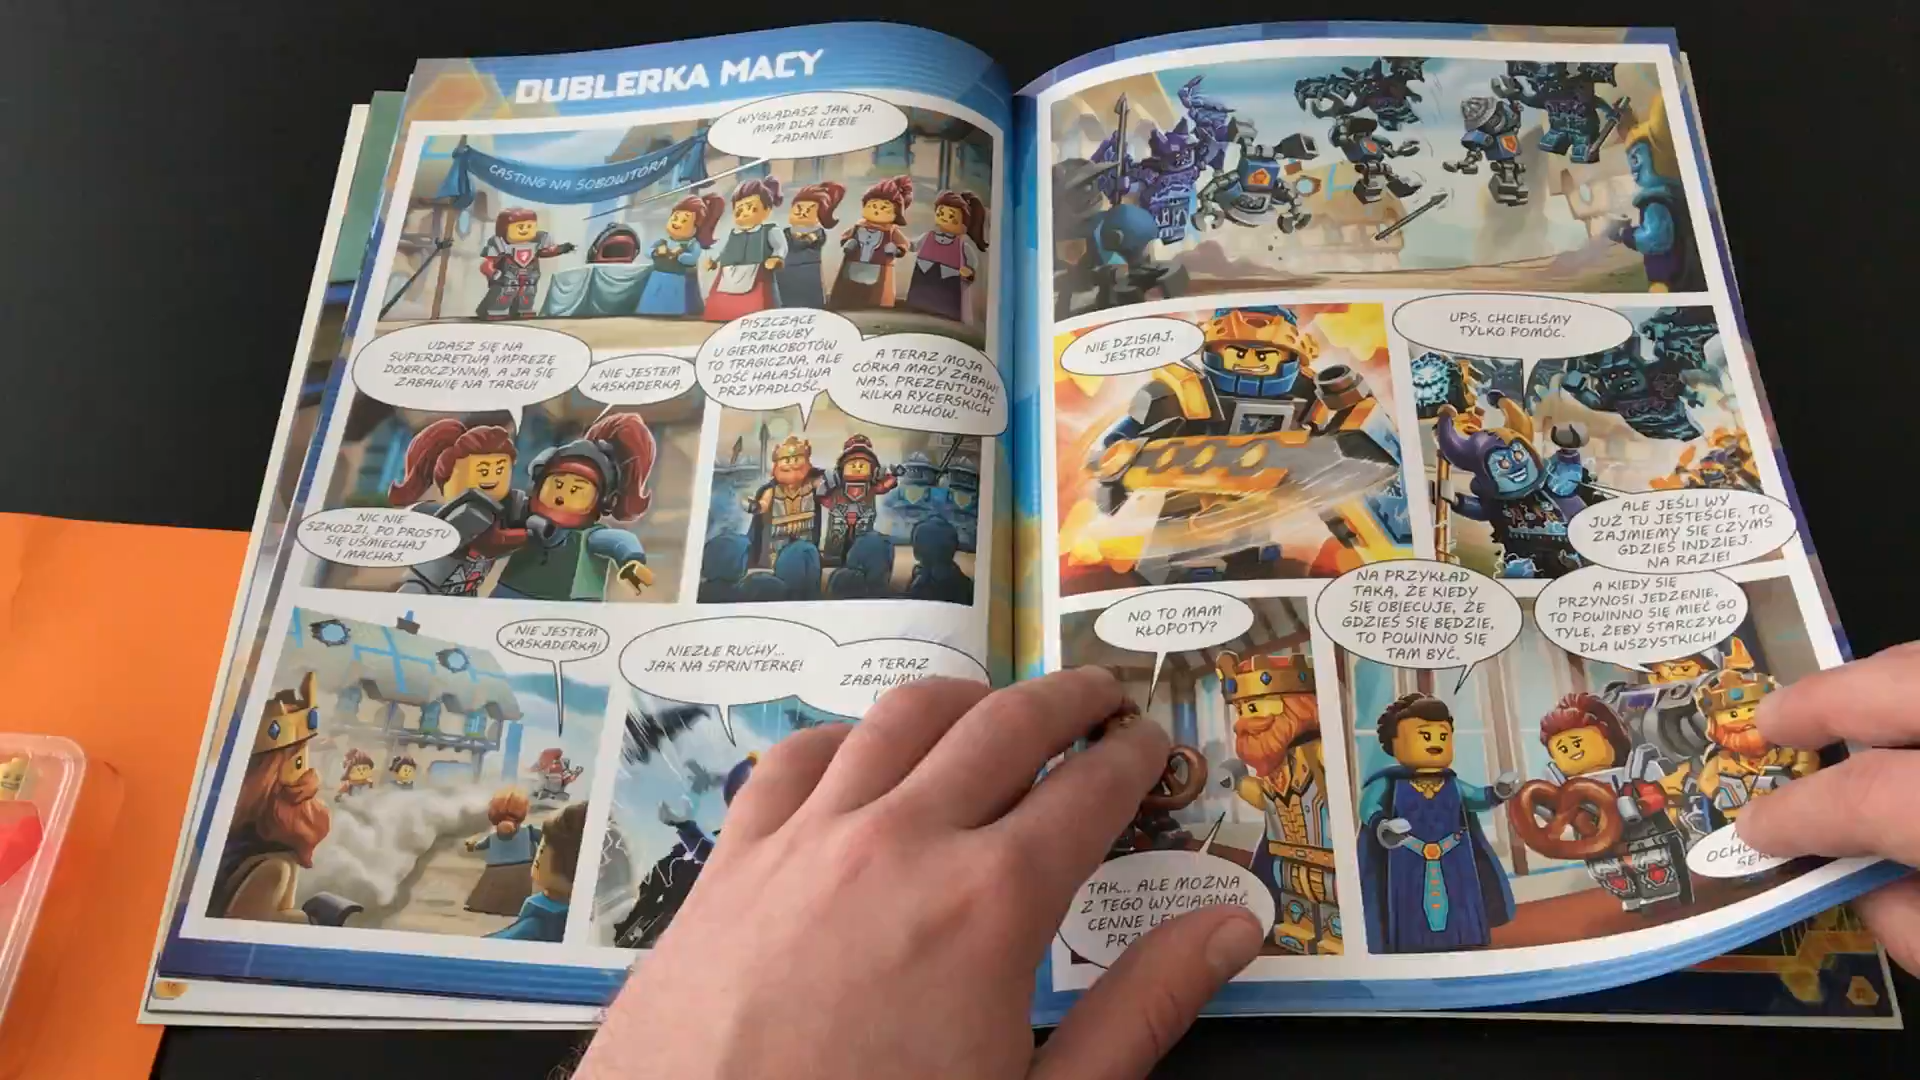 DUBLERKA MACY
WYGLĄDASZ JAK JA.
MAM DLA CIEBIE
ZADANIE.
CASTING NA SOBOWTÓRA
UDASZ SIĘ NA
SUPERDRĘTWĄ IMPREZĘ
DOBROCZYNNĄ, A JA SIĘ
ZABAWIĘ NA TARGU!
NIE JESTEM
KASKADERKĄ.
NIC NIE
SZKODZI, PO PROSTU
SIĘ UŚMIECHAJ
I MACHAJ.
PISZCZĄCE
PRZEGUBY
U GIERMKOBOTÓW
TO TRAGICZNA, ALE
DOŚĆ HAŁAŚLIWA
PRZYPADŁOŚĆ.
A TERAZ MOJA
CÓRKA MACY ZABAWI
NAS, PREZENTUJĄC
KILKA RYCERSKICH
RUCHÓW.
NIE JESTEM
KASKADERKĄ!
NIEZŁE RUCHY...
JAK NA SPRINTERKĘ!
A TERAZ
ZABAWMY
NIE DZISIAJ,
JESTRO!
UPS. CHCIELIŚMY
TYLKO POMÓC.
ALE JEŚLI WY
JUŻ TU JESTEŚCIE, TO
ZAJMIEMY SIĘ CZYMŚ
GDZIEŚ INDZIEJ.
NA RAZIE!
NO TO MAM
KŁOPOTY?
TAK... ALE MOŻNA
Z TEGO WYCIĄGNĄĆ
CENNE
NA PRZYKŁAD
TAKĄ, ŻE KIEDY
SIĘ OBIECUJE, ŻE
GDZIEŚ SIĘ BĘDZIE,
TO POWINNO SIĘ
TAM BYĆ.
A KIEDY SIĘ
PRZYNOSI JEDZENIE,
TO POWINNO SIĘ MIEĆ GO
TYLE, ŻEBY STARCZYŁO
DLA WSZYSTKICH!